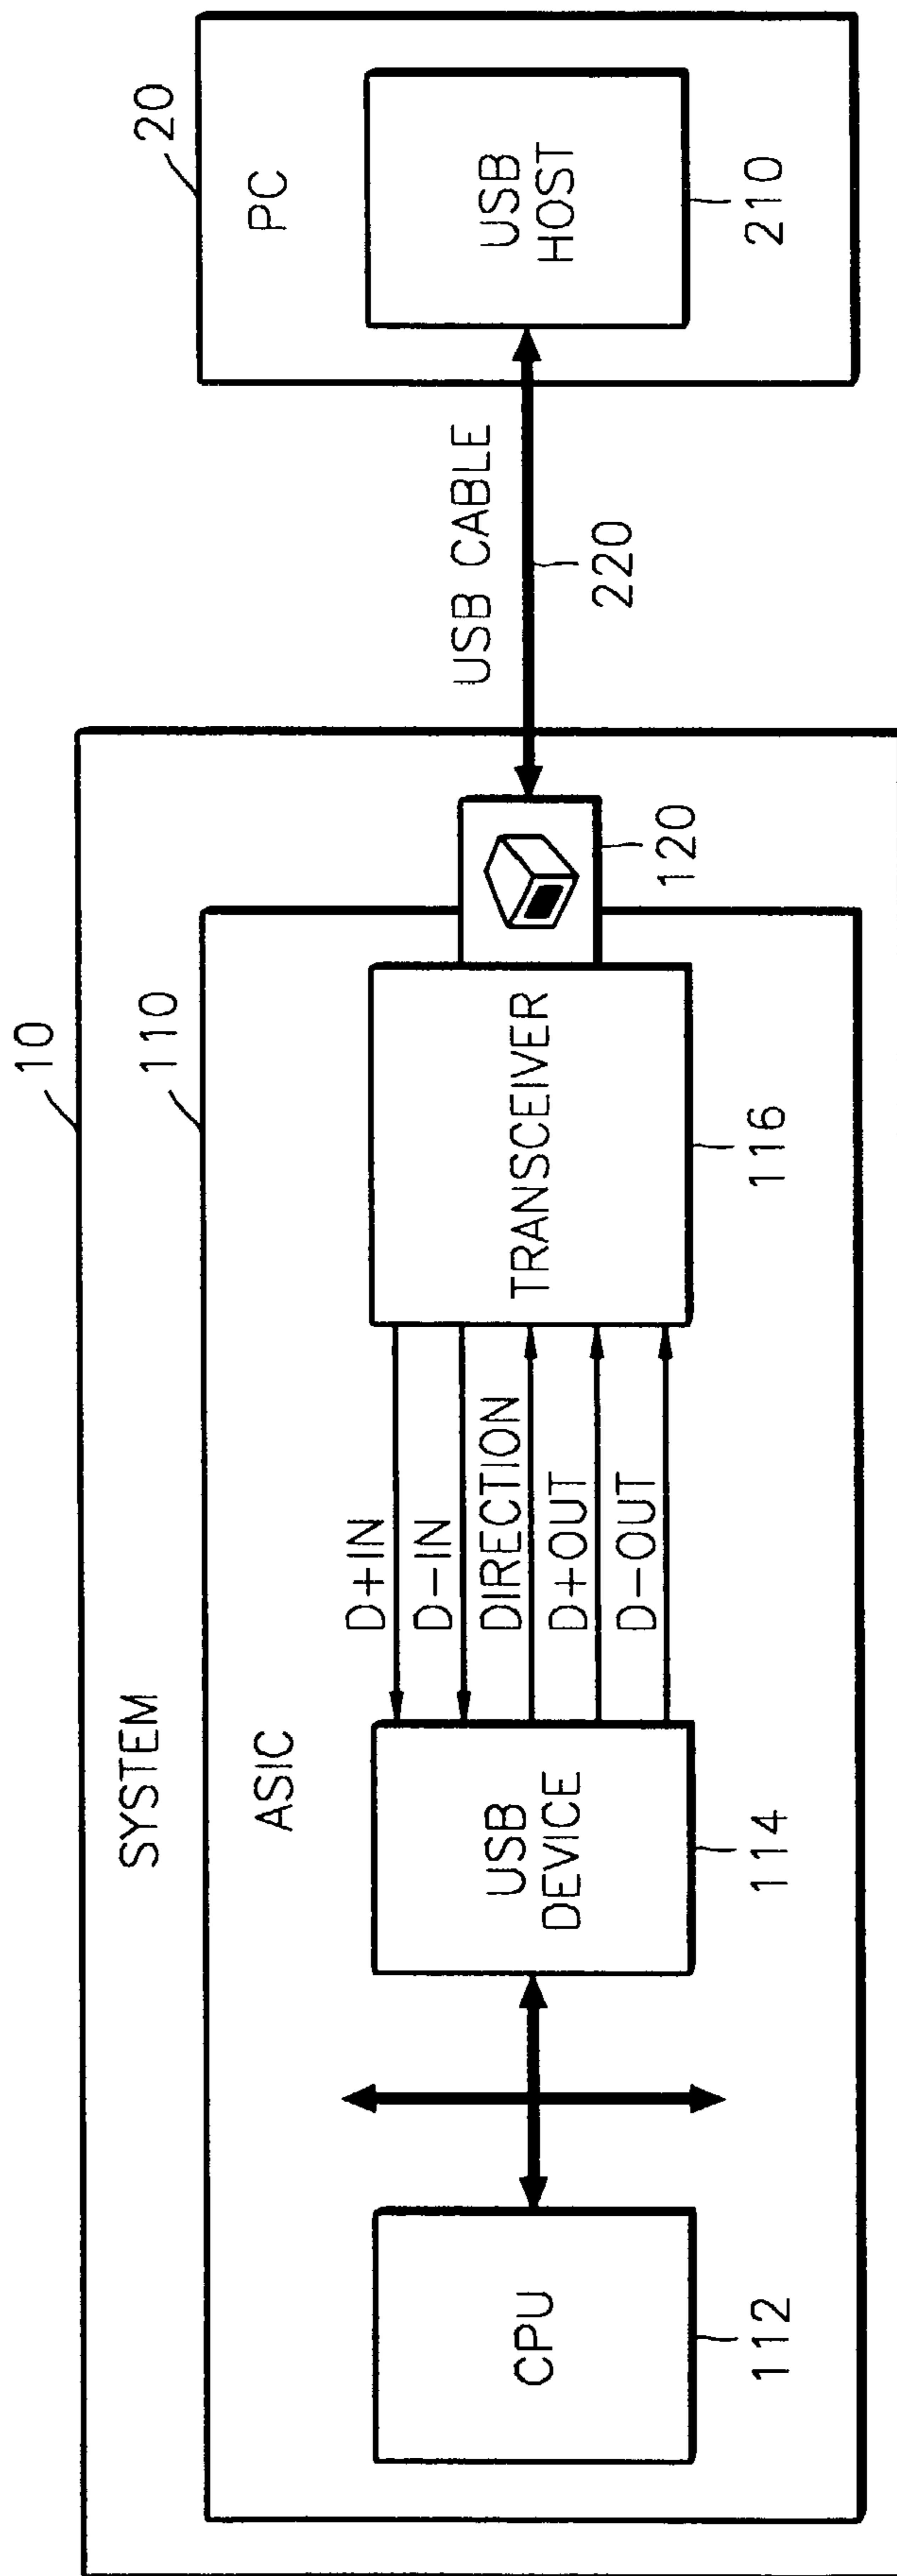 10
SYSTEM
110
ASIC
CPU
112
USB
DEVICE
114
D+IN
D−IN
DIRECTION
D+OUT
D−OUT
TRANSCEIVER
116
120
USB CABLE
220
20
PC
USB
HOST
210